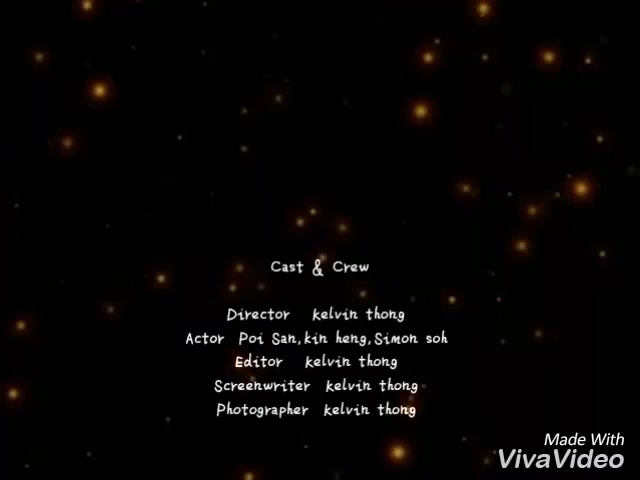 Cast & Crew
Director kelvin thong
Actor Poi San,kin heng,Simon soh
Editor kelvin thong
Screenwriter kelvin thong
Photographer kelvin thong
Made With
VivaVideo